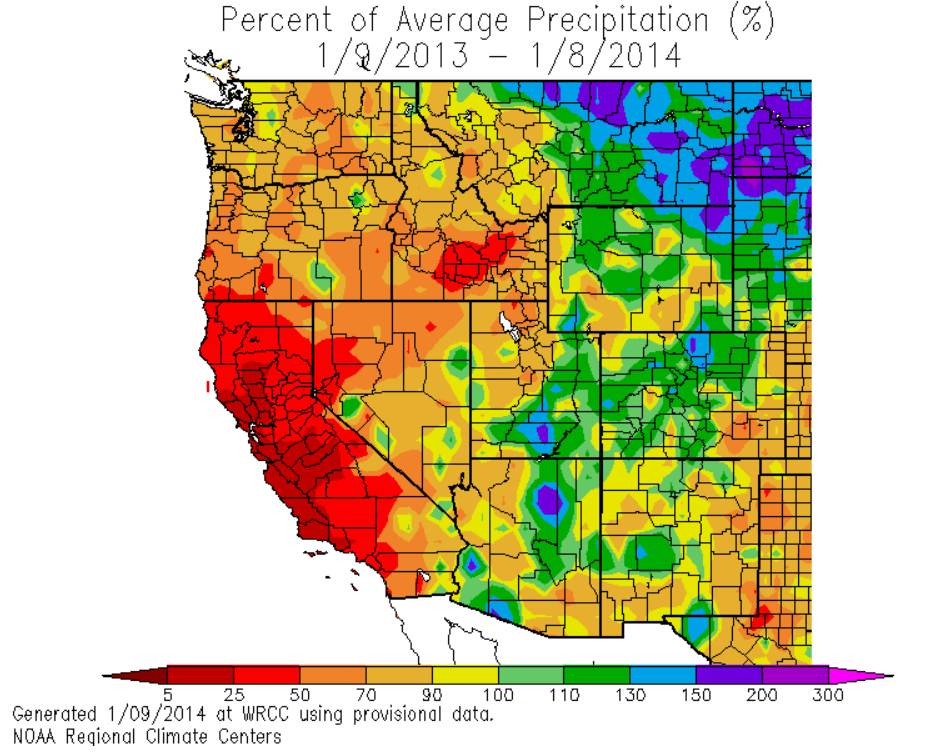 Percent of Average Precipitation (%)
1/9/2013 – 1/8/2014
5 25 50 70 90 100 110 130 150 200 300
Generated 1/09/2014 at WRCC using provisional data.
NOAA Regional Climate Centers